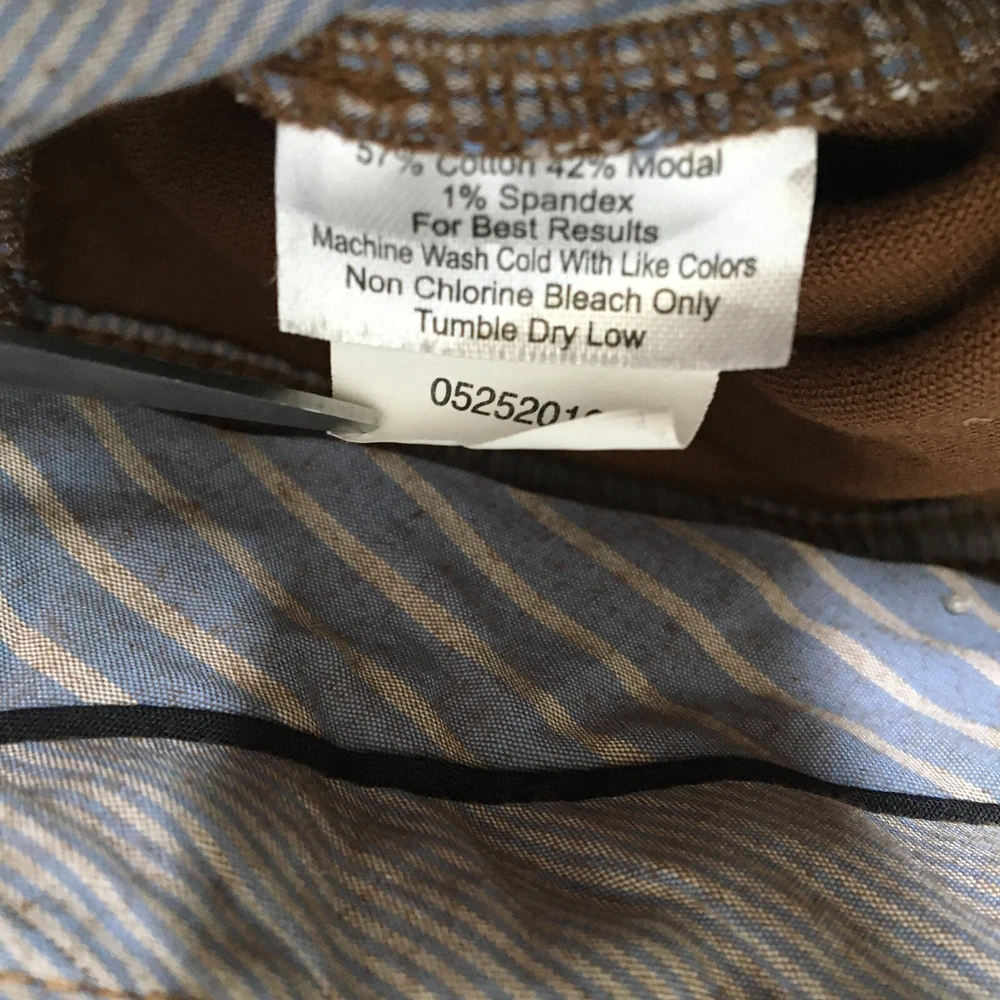 57% Cotton 42% Modal
1% Spandex
For Best Results
Machine Wash Cold With Like Colors
Non Chlorine Bleach Only
Tumble Dry Low